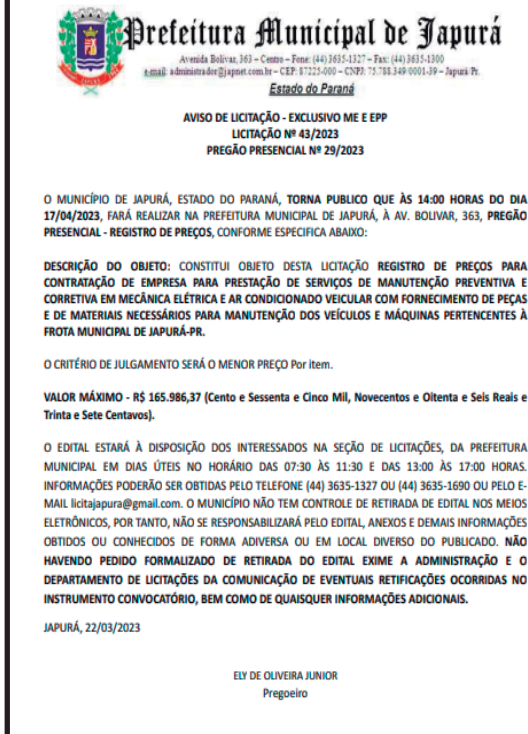 Prefeitura Municipal de Japurá
Avenida Bolivar, 363 – Centro – Fone: (44) 3635-1327 – Fax: (44) 3635-1300
e-mail: administrador@japnet.com.br – CEP: 87225-000 – CNPJ: 75.788.349/0001-39 – Japurá/Pr.
Estado do Paraná
AVISO DE LICITAÇÃO - EXCLUSIVO ME E EPP
LICITAÇÃO Nº 43/2023
PREGÃO PRESENCIAL Nº 29/2023
O MUNICÍPIO DE JAPURÁ, ESTADO DO PARANÁ, TORNA PUBLICO QUE ÀS 14:00 HORAS DO DIA
17/04/2023, FARÁ REALIZAR NA PREFEITURA MUNICIPAL DE JAPURÁ, À AV. BOLIVAR, 363, PREGÃO
PRESENCIAL - REGISTRO DE PREÇOS, CONFORME ESPECIFICA ABAIXO:
DESCRIÇÃO DO OBJETO: CONSTITUI OBJETO DESTA LICITAÇÃO REGISTRO DE PREÇOS PARA
CONTRATAÇÃO DE EMPRESA PARA PRESTAÇÃO DE SERVIÇOS DE MANUTENÇÃO PREVENTIVA E
CORRETIVA EM MECÂNICA ELÉTRICA E AR CONDICIONADO VEICULAR COM FORNECIMENTO DE PEÇAS
E DE MATERIAIS NECESSÁRIOS PARA MANUTENÇÃO DOS VEÍCULOS E MÁQUINAS PERTENCENTES À
FROTA MUNICIPAL DE JAPURÁ-PR.
O CRITÉRIO DE JULGAMENTO SERÁ O MENOR PREÇO Por item.
VALOR MÁXIMO - R$ 165.986,37 (Cento e Sessenta e Cinco Mil, Novecentos e Oitenta e Seis Reais e
Trinta e Sete Centavos).
O EDITAL ESTARÁ À DISPOSIÇÃO DOS INTERESSADOS NA SEÇÃO DE LICITAÇÕES, DA PREFEITURA
MUNICIPAL EM DIAS ÚTEIS NO HORÁRIO DAS 07:30 ÀS 11:30 E DAS 13:00 ÀS 17:00 HORAS.
INFORMAÇÕES PODERÃO SER OBTIDAS PELO TELEFONE (44) 3635-1327 OU (44) 3635-1690 OU PELO E-
MAIL licitajapura@gmail.com. O MUNICÍPIO NÃO TEM CONTROLE DE RETIRADA DE EDITAL NOS MEIOS
ELETRÔNICOS, POR TANTO, NÃO SE RESPONSABILIZARÁ PELO EDITAL, ANEXOS E DEMAIS INFORMAÇÕES
OBTIDOS OU CONHECIDOS DE FORMA ADIVERSA OU EM LOCAL DIVERSO DO PUBLICADO. NÃO
HAVENDO PEDIDO FORMALIZADO DE RETIRADA DO EDITAL EXIME A ADMINISTRAÇÃO E O
DEPARTAMENTO DE LICITAÇÕES DA COMUNICAÇÃO DE EVENTUAIS RETIFICAÇÕES OCORRIDAS NO
INSTRUMENTO CONVOCATÓRIO, BEM COMO DE QUAISQUER INFORMAÇÕES ADICIONAIS.
JAPURÁ, 22/03/2023
ELY DE OLIVEIRA JUNIOR
Pregoeiro